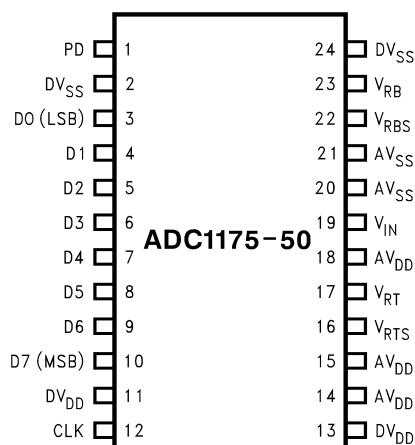 PD 1 24 DVSS
DVSS 2 23 VRB
D0 (LSB) 3 22 VRBS
D1 4 21 AVSS
D2 5 20 AVSS
D3 6 19 VIN
ADC1175-50
D4 7 18 AVDD
D5 8 17 VRT
D6 9 16 VRTS
D7 (MSB) 10 15 AVDD
DVDD 11 14 AVDD
CLK 12 13 DVDD